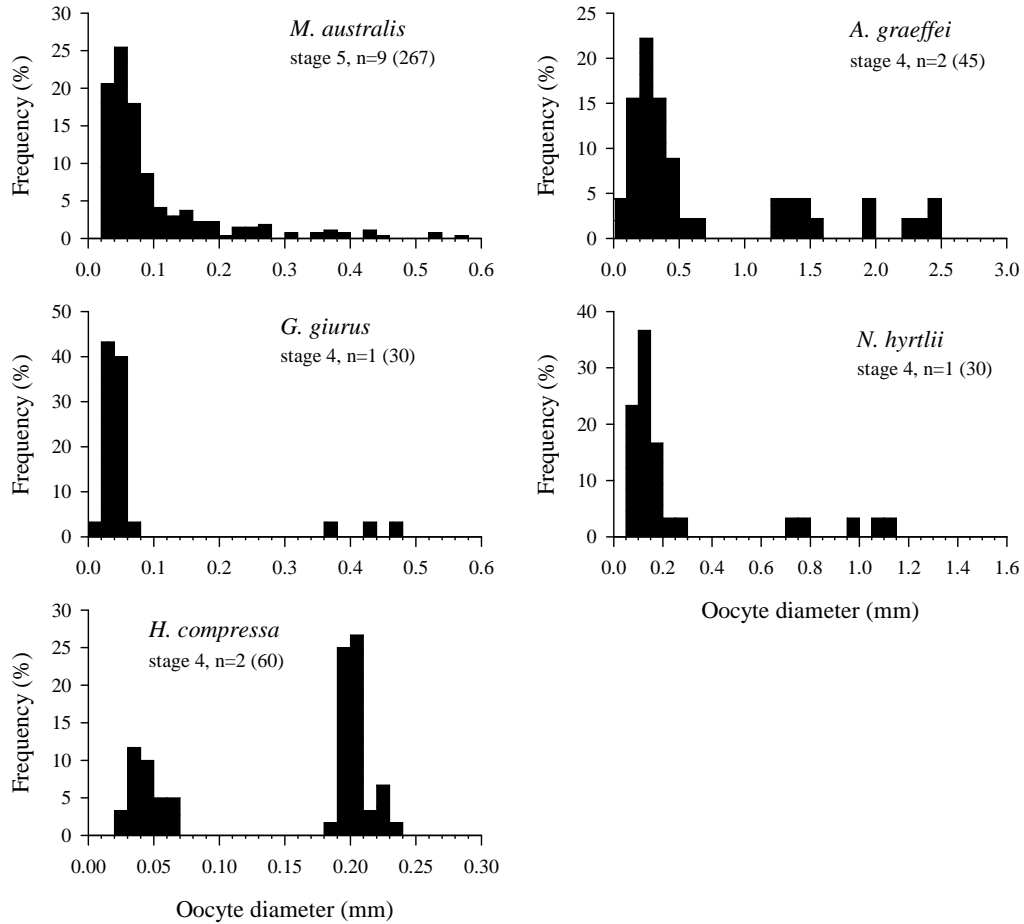 M. australis
stage 5, n=9 (267)
Frequency (%)
30
25
20
15
10
5
0
0.0 0.1 0.2 0.3 0.4 0.5 0.6
A. graeffei
stage 4, n=2 (45)
Frequency (%)
25
20
15
10
5
0
0.0 0.5 1.0 1.5 2.0 2.5 3.0
G. giurus
stage 4, n=1 (30)
Frequency (%)
50
40
30
20
10
0
0.0 0.1 0.2 0.3 0.4 0.5 0.6
N. hyrtlii
stage 4, n=1 (30)
Frequency (%)
40
30
20
10
0
0.0 0.2 0.4 0.6 0.8 1.0 1.2 1.4 1.6
Oocyte diameter (mm)
H. compressa
stage 4, n=2 (60)
Frequency (%)
30
25
20
15
10
5
0
0.00 0.05 0.10 0.15 0.20 0.25 0.30
Oocyte diameter (mm)